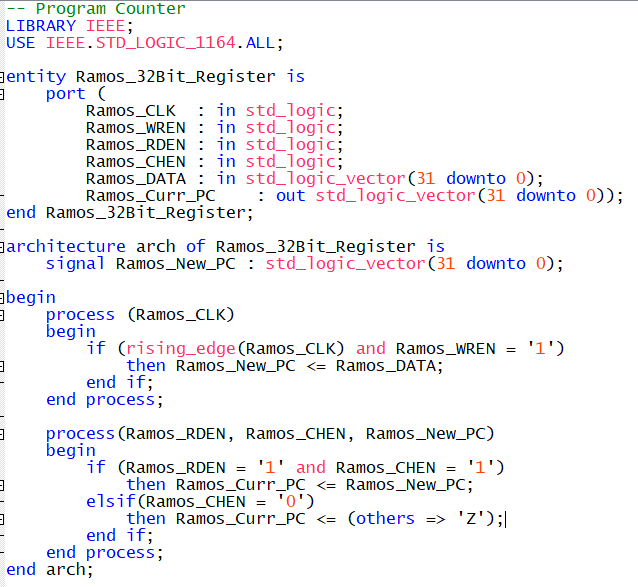 -- Program Counter
LIBRARY IEEE;
USE IEEE.STD_LOGIC_1164.ALL;
entity Ramos_32Bit_Register is
port (
Ramos_CLK : in std_logic;
Ramos_WREN : in std_logic;
Ramos_RDEN : in std_logic;
Ramos_CHEN : in std_logic;
Ramos_DATA : in std_logic_vector(31 downto 0);
Ramos_Curr_PC : out std_logic_vector(31 downto 0));
end Ramos_32Bit_Register;
architecture arch of Ramos_32Bit_Register is
signal Ramos_New_PC : std_logic_vector(31 downto 0);
begin
process (Ramos_CLK)
begin
if (rising_edge(Ramos_CLK) and Ramos_WREN = '1')
then Ramos_New_PC <= Ramos_DATA;
end if;
end process;
process(Ramos_RDEN, Ramos_CHEN, Ramos_New_PC)
begin
if (Ramos_RDEN = '1' and Ramos_CHEN = '1')
then Ramos_Curr_PC <= Ramos_New_PC;
elsif(Ramos_CHEN = '0')
then Ramos_Curr_PC <= (others => 'Z');
end if;
end process;
end arch;